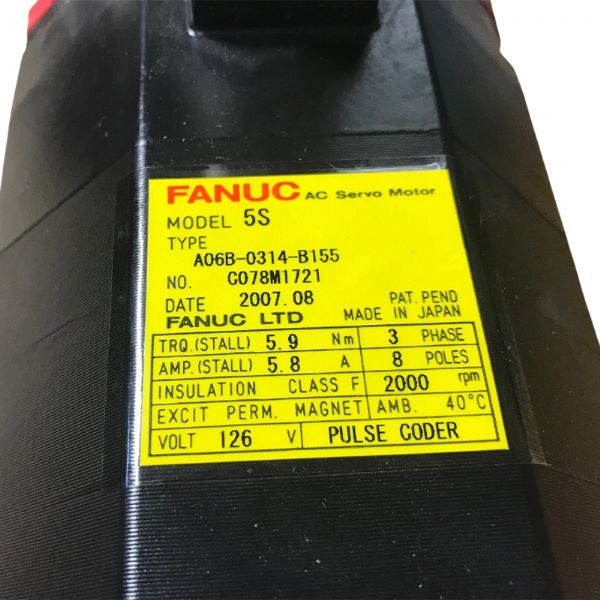 FANUC AC Servo Motor
MODEL 5S
TYPE
A06B-0314-B155
NO. C078M1721
DATE 2007.08 PAT. PEND
FANUC LTD MADE IN JAPAN
TRQ.(STALL) 5.9 Nm 3 PHASE
AMP.(STALL) 5.8 A 8 POLES
INSULATION CLASS F 2000 rpm
EXCIT PERM. MAGNET AMB. 40°C
VOLT 126 V PULSE CODER